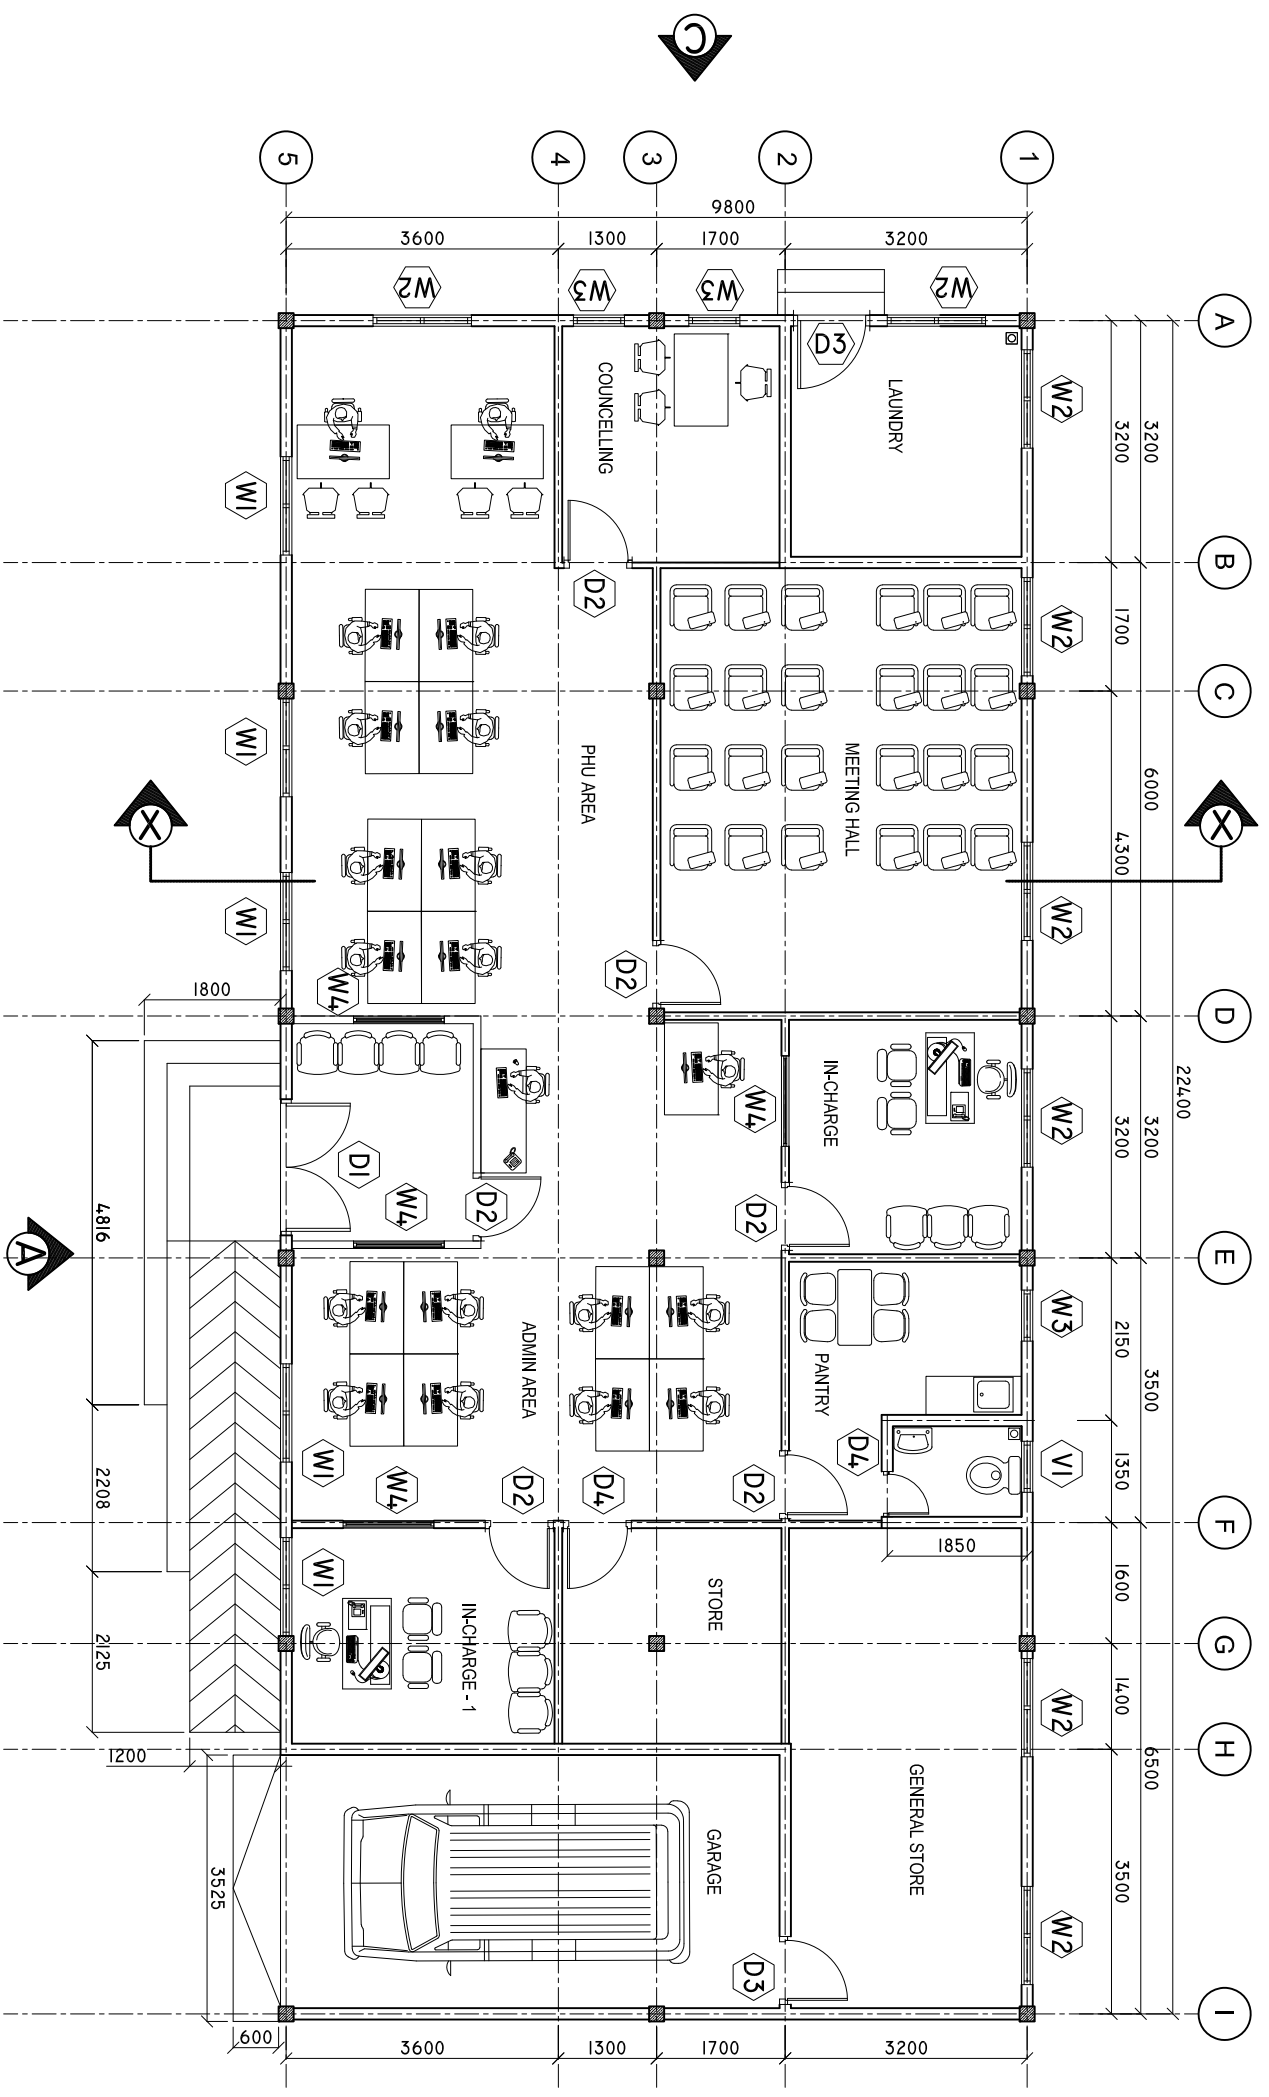 C
5
4
3
2
1
9800
3600
1300
1700
3200
W2
W3
W3
W2
A
D3
LAUNDRY
COUNCELLING
W2
3200
3200
W1
B
D2
W2
1700
C
PHU AREA
MEETING HALL
W1
X
X
6000
4300
W1
W2
D2
W4
1800
D
22400
IN-CHARGE
W4
W2
3200
3200
D1
W4
D2
D2
4816
A
E
W3
2150
3500
ADMIN AREA
PANTRY
W1
W4
D2
D4
D2
D4
V1
1350
2208
F
1850
W1
IN-CHARGE - 1
STORE
1600
G
2125
W2
1400
1200
H
6500
GENERAL STORE
GARAGE
3525
3500
D3
W2
I
600
3600
1300
1700
3200